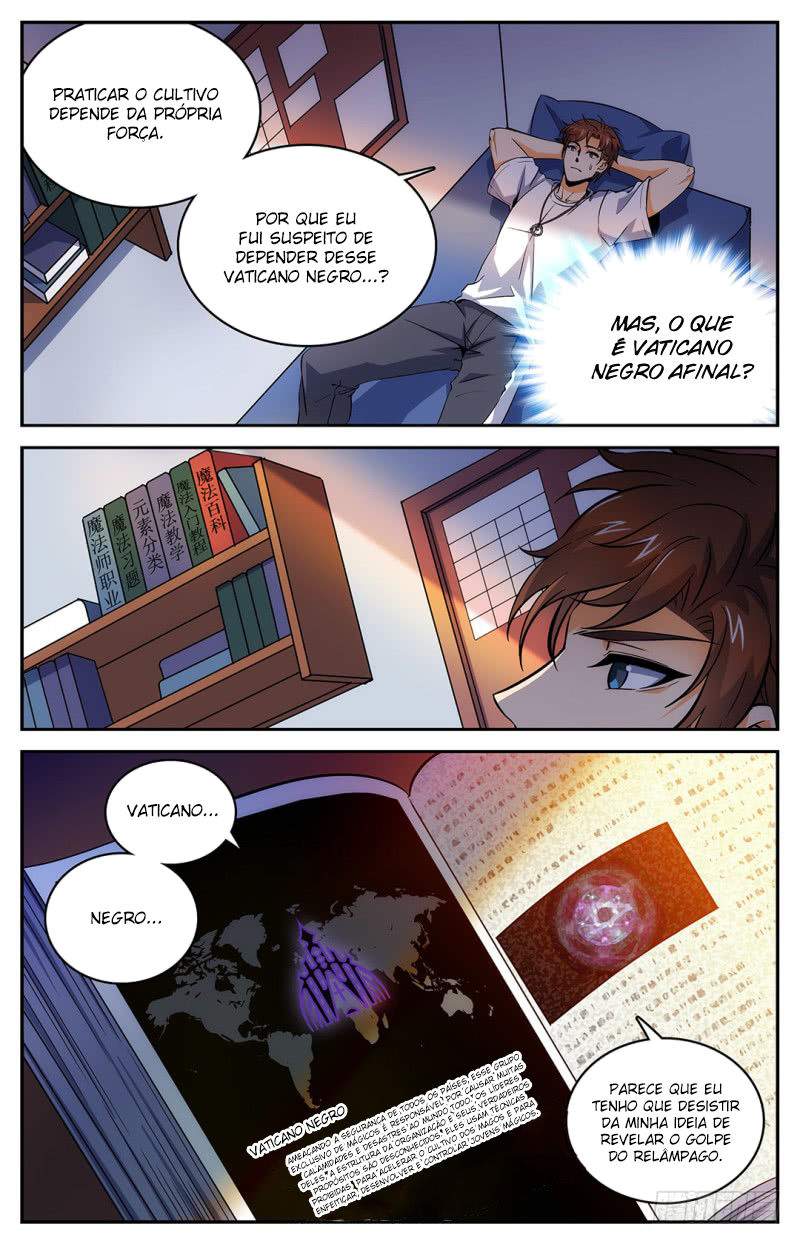 PRATICAR O CULTIVO
DEPENDE DA PRÓPRIA
FORÇA.
POR QUE EU
FUI SUSPEITO DE
DEPENDER DESSE
VATICANO NEGRO...?
MAS, O QUE
É VATICANO
NEGRO AFINAL?
魔法师职业
魔法习题
元素分类
魔法教学
魔法入门教程
魔法百科
VATICANO...
NEGRO...
VATICANO NEGRO
AMEAÇANDO A SEGURANÇA DE TODOS OS PAÍSES, ESSE GRUPO
EXCLUSIVO DE MÁGICOS É RESPONSÁVEL POR CAUSAR MUITAS
CALAMIDADES E DESASTRES AO MUNDO TODO. OS LÍDERES
DELES, A ESTRUTURA DA ORGANIZAÇÃO E SEUS VERDADEIROS
PROPÓSITOS SÃO DESCONHECIDOS. ELES USAM TÉCNICAS
PROIBIDAS PARA ACELERAR O CULTIVO DOS MAGOS E PARA
ENFEITIÇAR, DESENVOLVER E CONTROLAR JOVENS MÁGICOS.
PARECE QUE EU
TENHO QUE DESISTIR
DA MINHA IDEIA DE
REVELAR O GOLPE
DO RELÂMPAGO.